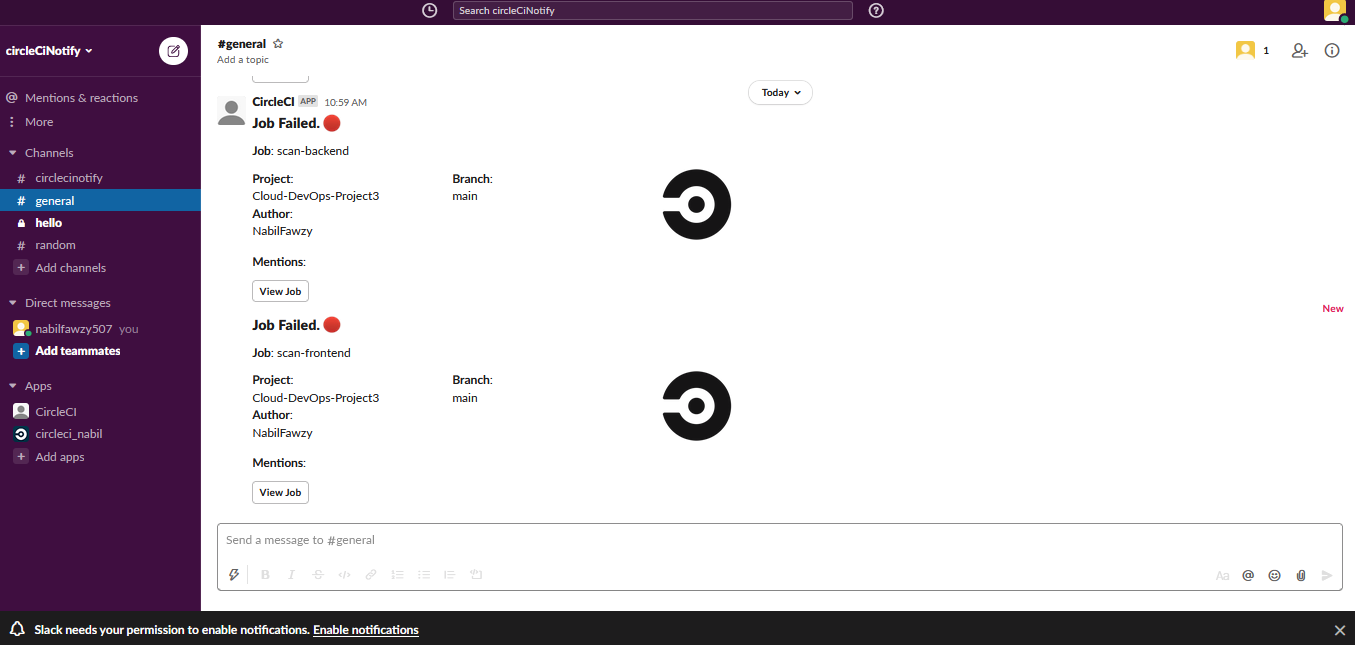 Search circleCiNotify
circleCiNotify
Mentions & reactions
More
Channels
# circlecinotify
# general
hello
# random
+ Add channels
Direct messages
nabilfawzy507 you
+ Add teammates
Apps
CircleCI
circleci_nabil
+ Add apps
#general
Add a topic
1
Today
CircleCI APP 10:59 AM
Job Failed.
Job: scan-backend
Project: Branch:
Cloud-DevOps-Project3 main
Author:
NabilFawzy
Mentions:
View Job
New
Job Failed.
Job: scan-frontend
Project: Branch:
Cloud-DevOps-Project3 main
Author:
NabilFawzy
Mentions:
View Job
Send a message to #general
B I S Aa @
Slack needs your permission to enable notifications. Enable notifications